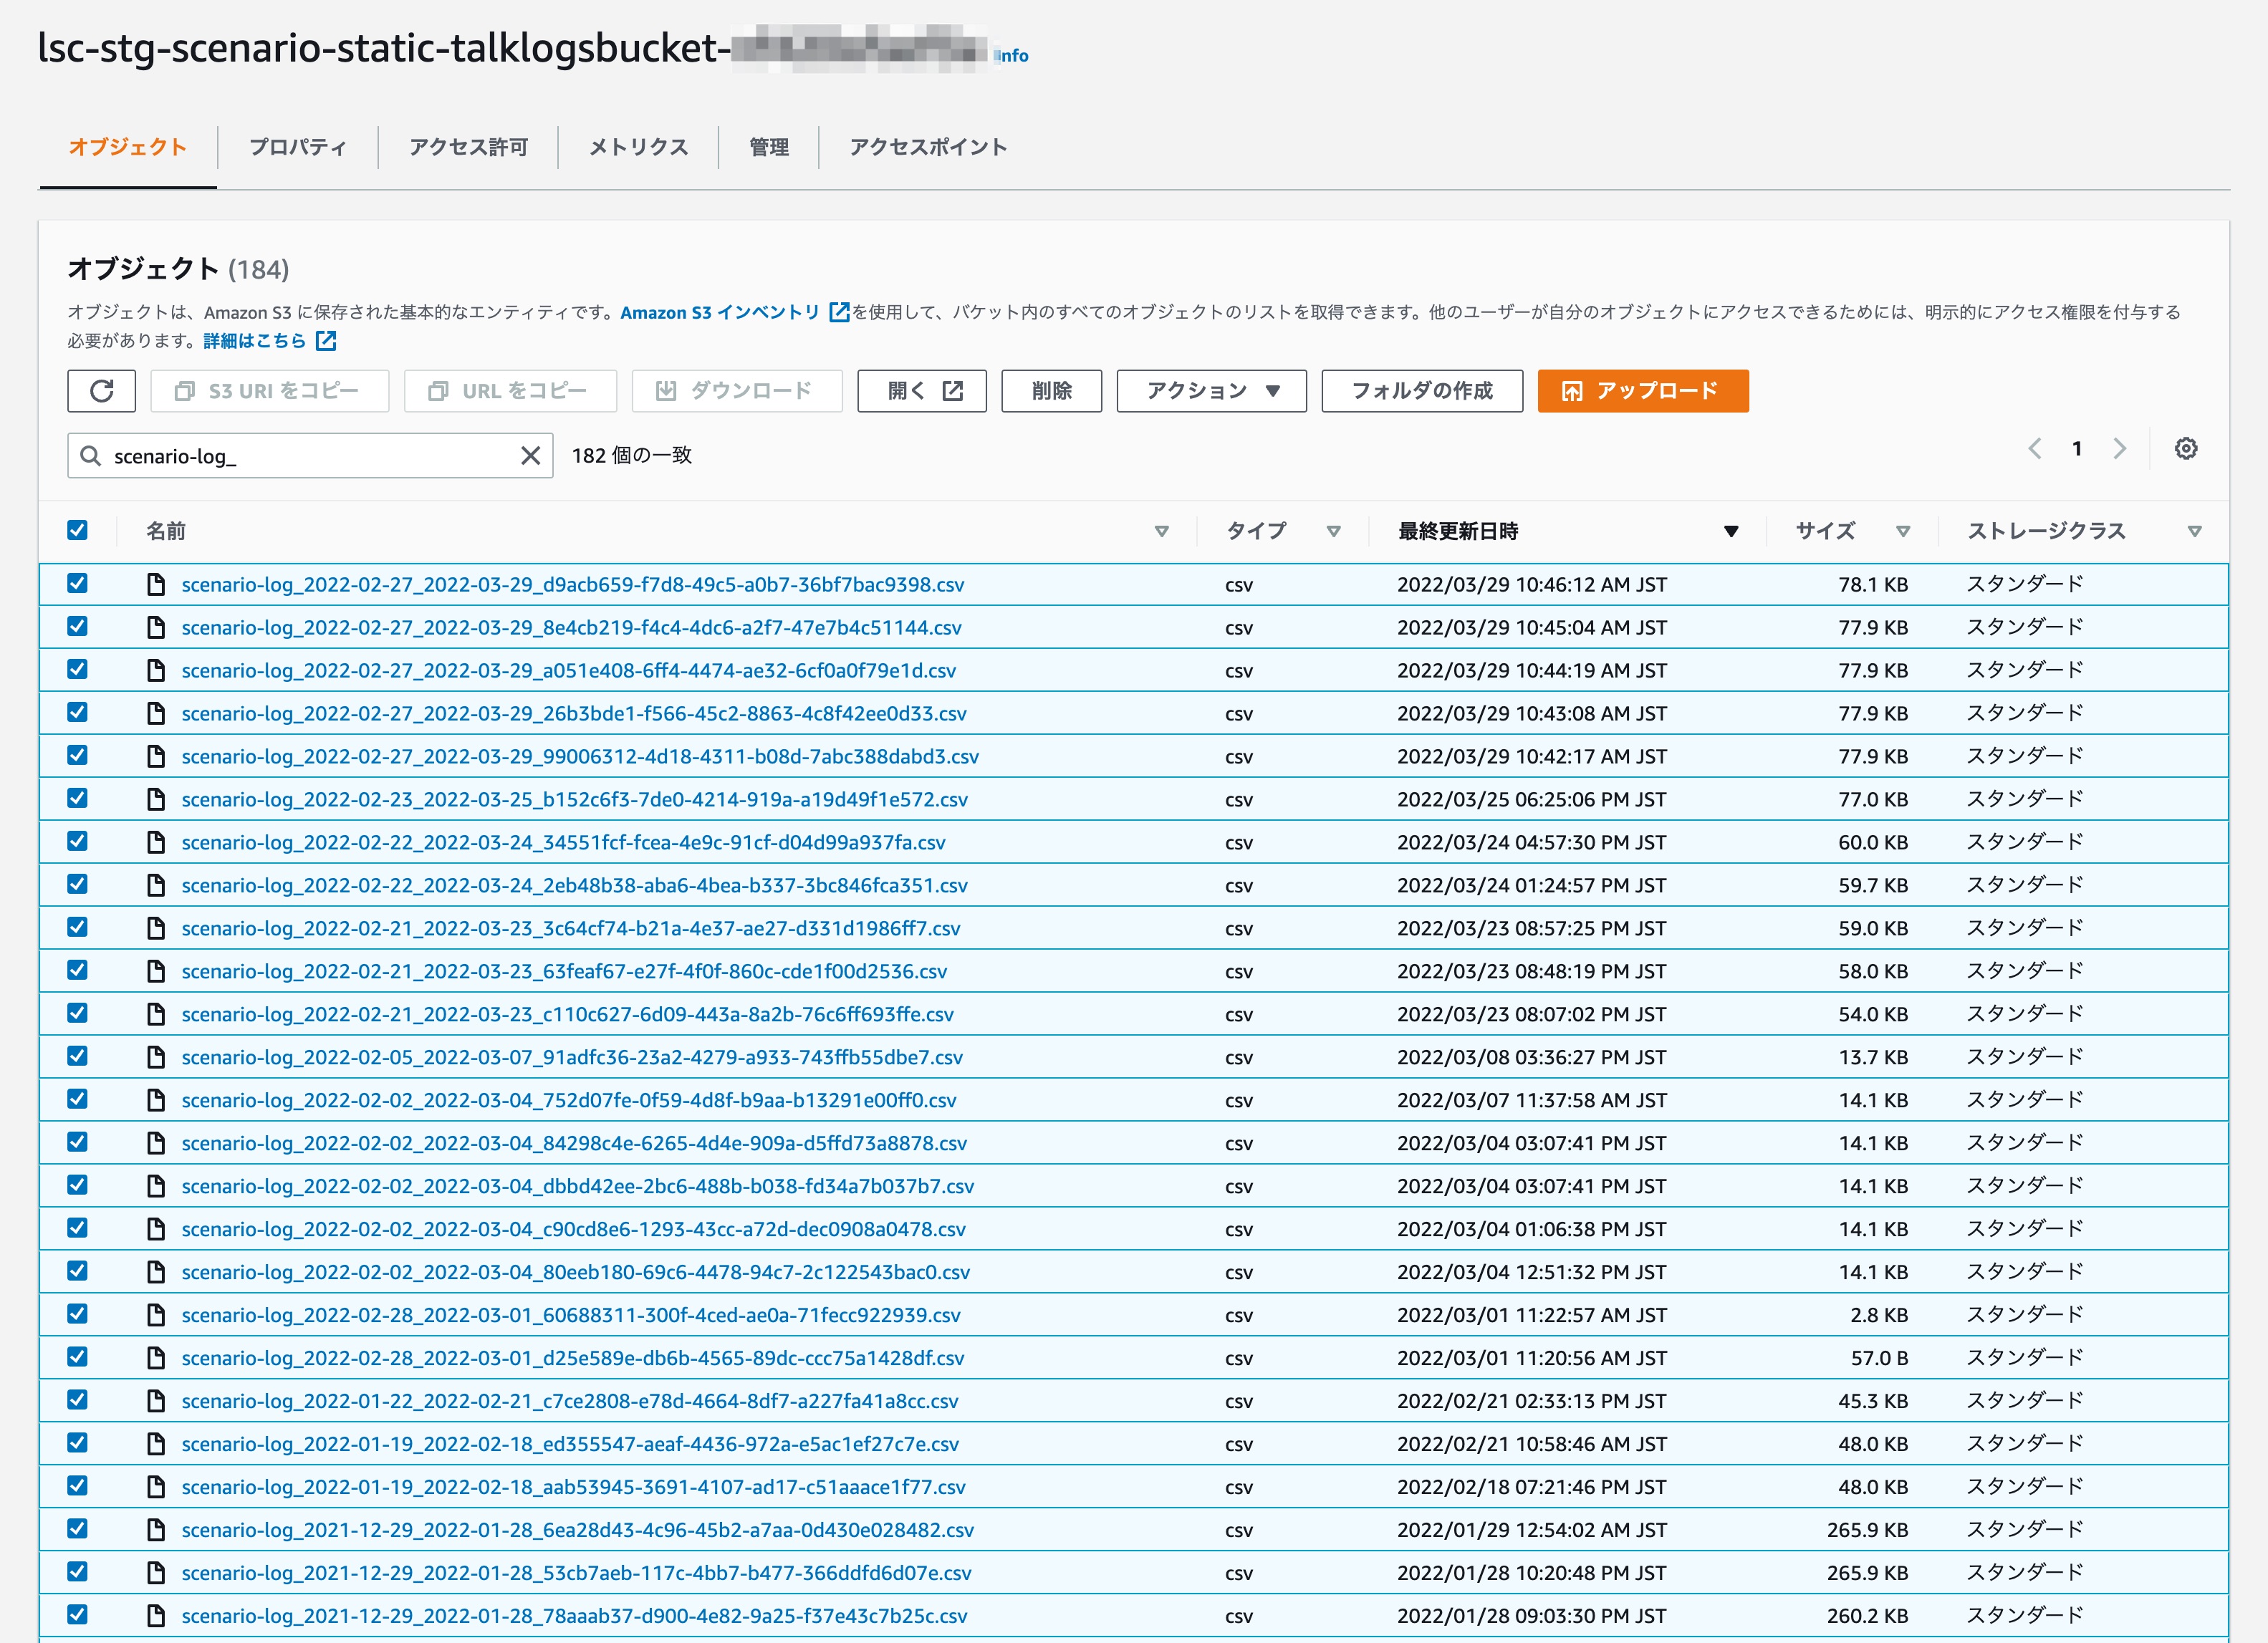 lsc-stg-scenario-static-talklogsbucket- Info
オブジェクト プロパティ アクセス許可 メトリクス 管理 アクセスポイント
オブジェクト (184)
オブジェクトは、Amazon S3 に保存された基本的なエンティティです。Amazon S3 インベントリ を使用して、バケット内のすべてのオブジェクトのリストを取得できます。他のユーザーが自分のオブジェクトにアクセスできるためには、明示的にアクセス権限を付与する
必要があります。詳細はこちら
S3 URI をコピー URL をコピー ダウンロード 開く 削除 アクション フォルダの作成 アップロード
scenario-log_ 182 個の一致 1
名前 タイプ 最終更新日時 サイズ ストレージクラス
scenario-log_2022-02-27_2022-03-29_d9acb659-f7d8-49c5-a0b7-36bf7bac9398.csv csv 2022/03/29 10:46:12 AM JST 78.1 KB スタンダード
scenario-log_2022-02-27_2022-03-29_8e4cb219-f4c4-4dc6-a2f7-47e7b4c51144.csv csv 2022/03/29 10:45:04 AM JST 77.9 KB スタンダード
scenario-log_2022-02-27_2022-03-29_a051e408-6ff4-4474-ae32-6cf0a0f79e1d.csv csv 2022/03/29 10:44:19 AM JST 77.9 KB スタンダード
scenario-log_2022-02-27_2022-03-29_26b3bde1-f566-45c2-8863-4c8f42ee0d33.csv csv 2022/03/29 10:43:08 AM JST 77.9 KB スタンダード
scenario-log_2022-02-27_2022-03-29_99006312-4d18-4311-b08d-7abc388dabd3.csv csv 2022/03/29 10:42:17 AM JST 77.9 KB スタンダード
scenario-log_2022-02-23_2022-03-25_b152c6f3-7de0-4214-919a-a19d49f1e572.csv csv 2022/03/25 06:25:06 PM JST 77.0 KB スタンダード
scenario-log_2022-02-22_2022-03-24_34551fcf-fcea-4e9c-91cf-d04d99a937fa.csv csv 2022/03/24 04:57:30 PM JST 60.0 KB スタンダード
scenario-log_2022-02-22_2022-03-24_2eb48b38-aba6-4bea-b337-3bc846fca351.csv csv 2022/03/24 01:24:57 PM JST 59.7 KB スタンダード
scenario-log_2022-02-21_2022-03-23_3c64cf74-b21a-4e37-ae27-d331d1986ff7.csv csv 2022/03/23 08:57:25 PM JST 59.0 KB スタンダード
scenario-log_2022-02-21_2022-03-23_63feaf67-e27f-4f0f-860c-cde1f00d2536.csv csv 2022/03/23 08:48:19 PM JST 58.0 KB スタンダード
scenario-log_2022-02-21_2022-03-23_c110c627-6d09-443a-8a2b-76c6ff693ffe.csv csv 2022/03/23 08:07:02 PM JST 54.0 KB スタンダード
scenario-log_2022-02-05_2022-03-07_91adfc36-23a2-4279-a933-743ffb55dbe7.csv csv 2022/03/08 03:36:27 PM JST 13.7 KB スタンダード
scenario-log_2022-02-02_2022-03-04_752d07fe-0f59-4d8f-b9aa-b13291e00ff0.csv csv 2022/03/07 11:37:58 AM JST 14.1 KB スタンダード
scenario-log_2022-02-02_2022-03-04_84298c4e-6265-4d4e-909a-d5ffd73a8878.csv csv 2022/03/04 03:07:41 PM JST 14.1 KB スタンダード
scenario-log_2022-02-02_2022-03-04_dbbd42ee-2bc6-488b-b038-fd34a7b037b7.csv csv 2022/03/04 03:07:41 PM JST 14.1 KB スタンダード
scenario-log_2022-02-02_2022-03-04_c90cd8e6-1293-43cc-a72d-dec0908a0478.csv csv 2022/03/04 01:06:38 PM JST 14.1 KB スタンダード
scenario-log_2022-02-02_2022-03-04_80eeb180-69c6-4478-94c7-2c122543bac0.csv csv 2022/03/04 12:51:32 PM JST 14.1 KB スタンダード
scenario-log_2022-02-28_2022-03-01_60688311-300f-4ced-ae0a-71fecc922939.csv csv 2022/03/01 11:22:57 AM JST 2.8 KB スタンダード
scenario-log_2022-02-28_2022-03-01_d25e589e-db6b-4565-89dc-ccc75a1428df.csv csv 2022/03/01 11:20:56 AM JST 57.0 B スタンダード
scenario-log_2022-01-22_2022-02-21_c7ce2808-e78d-4664-8df7-a227fa41a8cc.csv csv 2022/02/21 02:33:13 PM JST 45.3 KB スタンダード
scenario-log_2022-01-19_2022-02-18_ed355547-aeaf-4436-972a-e5ac1ef27c7e.csv csv 2022/02/21 10:58:46 AM JST 48.0 KB スタンダード
scenario-log_2022-01-19_2022-02-18_aab53945-3691-4107-ad17-c51aaace1f77.csv csv 2022/02/18 07:21:46 PM JST 48.0 KB スタンダード
scenario-log_2021-12-29_2022-01-28_6ea28d43-4c96-45b2-a7aa-0d430e028482.csv csv 2022/01/29 12:54:02 AM JST 265.9 KB スタンダード
scenario-log_2021-12-29_2022-01-28_53cb7aeb-117c-4bb7-b477-366ddfd6d07e.csv csv 2022/01/28 10:20:48 PM JST 265.9 KB スタンダード
scenario-log_2021-12-29_2022-01-28_78aaab37-d900-4e82-9a25-f37e43c7b25c.csv csv 2022/01/28 09:03:30 PM JST 260.2 KB スタンダード